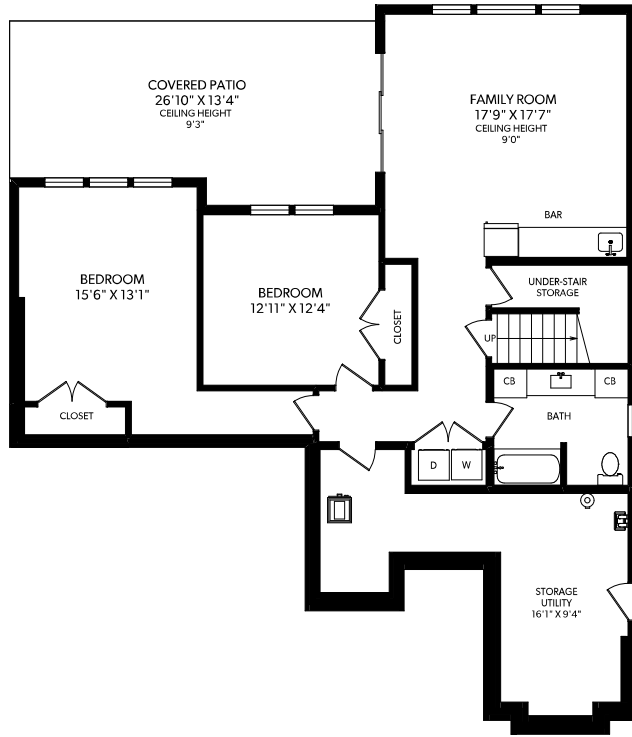 COVERED PATIO
26'10" X 13'4"
CEILING HEIGHT
9'3"
FAMILY ROOM
17'9" X 17'7"
CEILING HEIGHT
9'0"
BAR
BEDROOM
15'6" X 13'1"
BEDROOM
12'11" X 12'4"
CLOSET
UNDER-STAIR
STORAGE
UP
CB
CB
BATH
CLOSET
D
W
STORAGE
UTILITY
16'1" X 9'4"